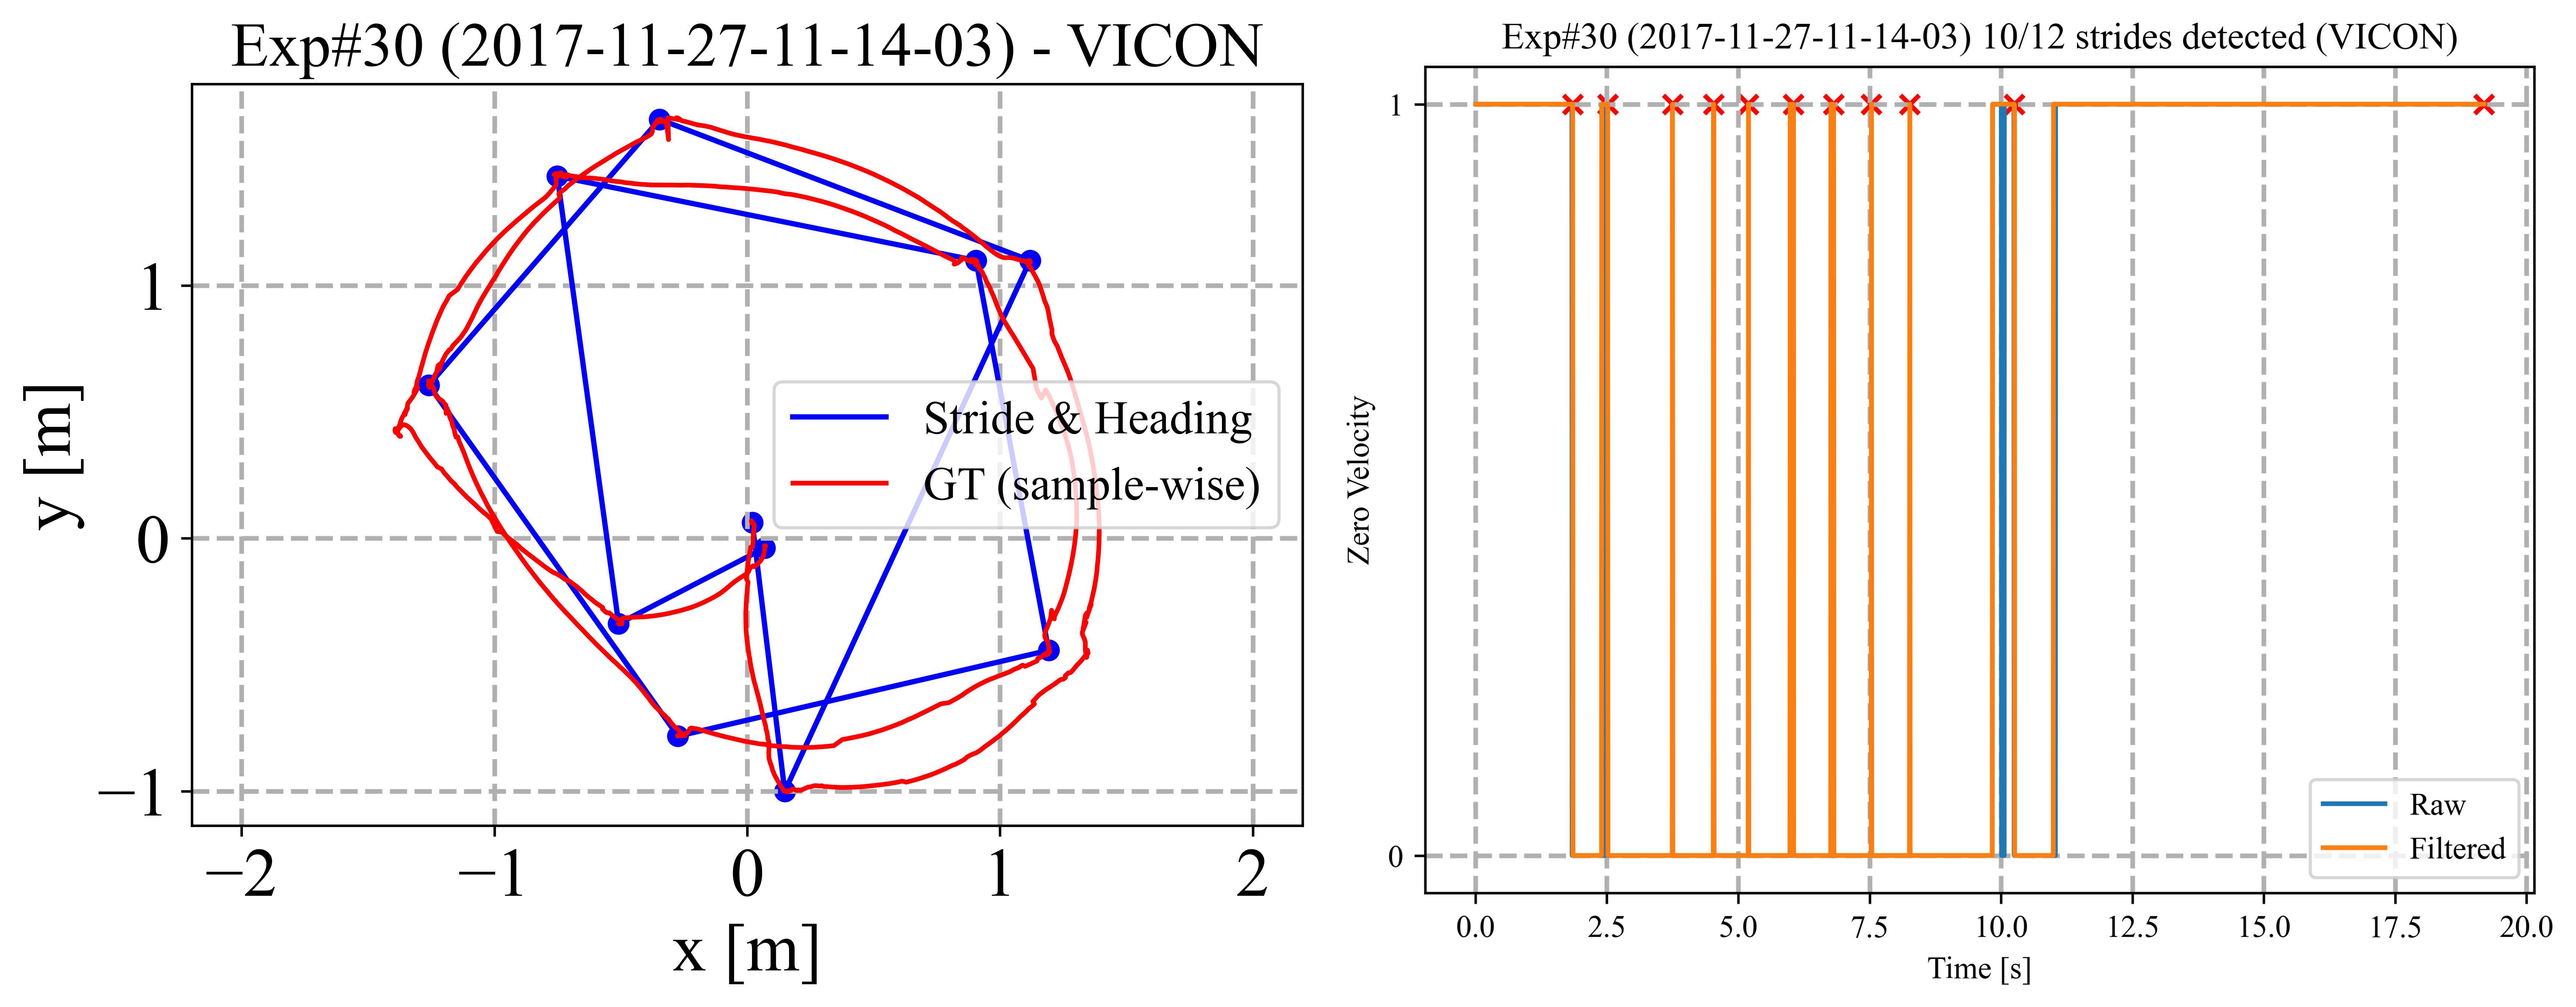 Exp#30 (2017-11-27-11-14-03) - VICON
y [m]
1
0
−1
Stride & Heading
GT (sample-wise)
−2
−1
0
1
2
x [m]
Exp#30 (2017-11-27-11-14-03) 10/12 strides detected (VICON)
Zero Velocity
1
0
Raw
Filtered
0.0
2.5
5.0
7.5
10.0
12.5
15.0
17.5
20.0
Time [s]